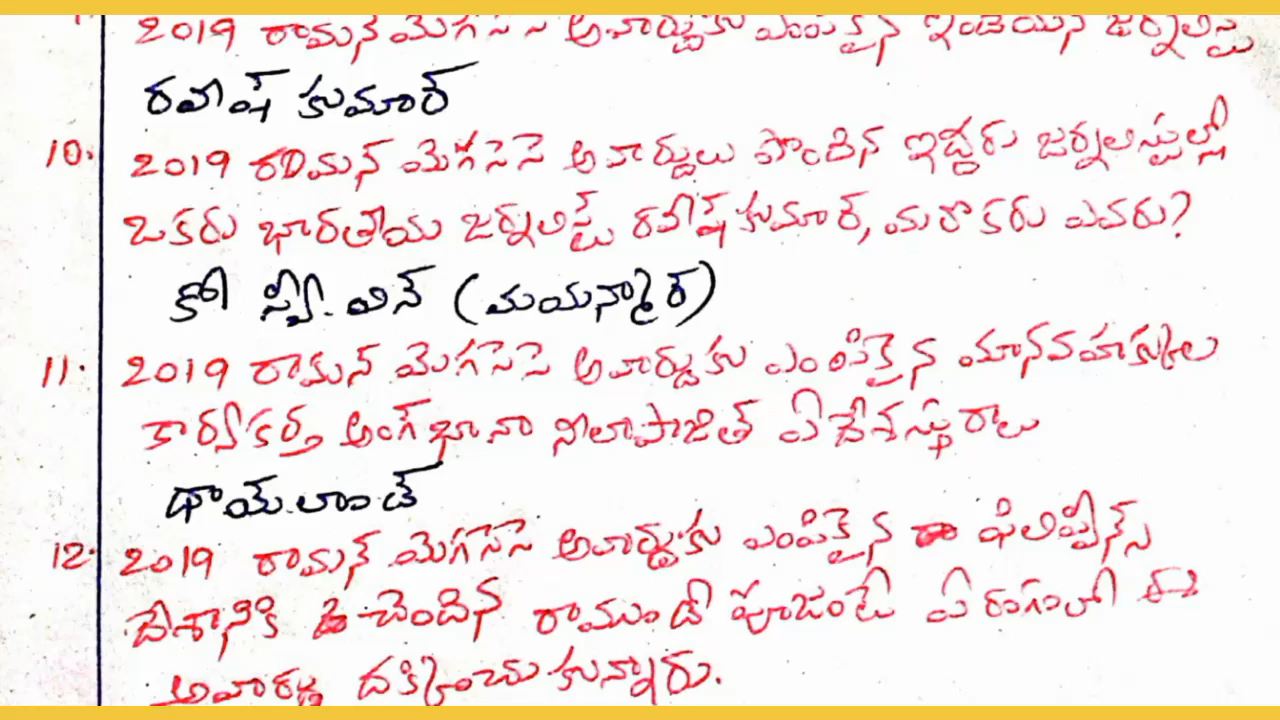 2019 రామన్ మెగసెసె అవార్డుకు ఎంపికైన ఇండియన్ జర్నలిస్టు
రవీష్ కుమార్
10. 2019 రామన్ మెగసెసె అవార్డులు పొందిన ఇద్దరు జర్నలిస్టుల్లో
ఒకరు భారతీయ జర్నలిస్ట్ రవీష్ కుమార్, మరొకరు ఎవరు?
కో స్వీ. విన్ (మయన్మార్)
11. 2019 రామన్ మెగసెసె అవార్డుకు ఎంపికైన మానవహక్కుల
కార్యకర్త అంగ్ ఖానా నీలాపాజిత్ ఏ దేశస్థురాలు
థాయ్ లాండ్
12. 2019 రామన్ మెగసెసె అవార్డుకు ఎంపికైన ఫిలిప్పీన్స్
దేశానికి చెందిన రాముండో పూజంటే ఏ రంగంలో ఈ
అవార్డు దక్కించుకున్నారు.